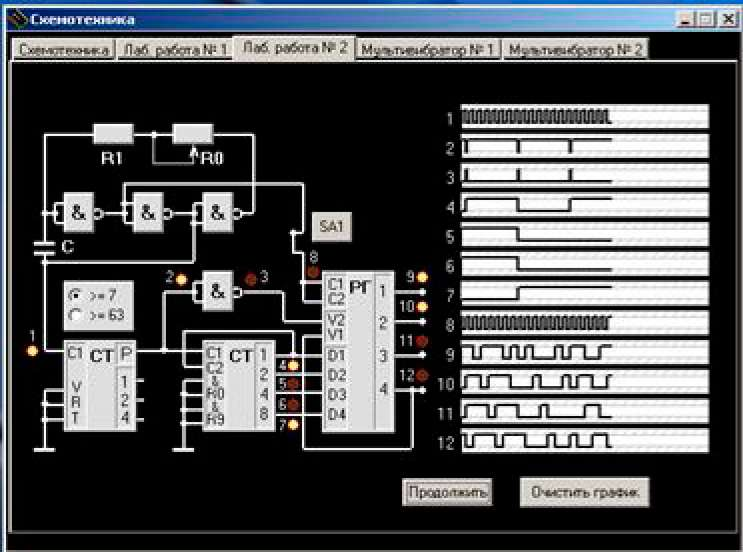 Схемотехника
Схемотехника Лаб. работа № 1 Лаб. работа № 2 Мультивибратор № 1 Мультивибратор № 2
R1 R0
& & &
C
SA1
>= 7
>= 63
1
2 & 3
8
C1 СТ P
V 1
R 2
T 4
C1 СТ 1
C2 2
& R0 4
& R9 8
4
5
6
7
C1 РГ 1
C2
V2 2
V1
D1 3
D2
D3 4
D4
9
10
11
12
1
2
3
4
5
6
7
8
9
10
11
12
Продолжить Очистить график